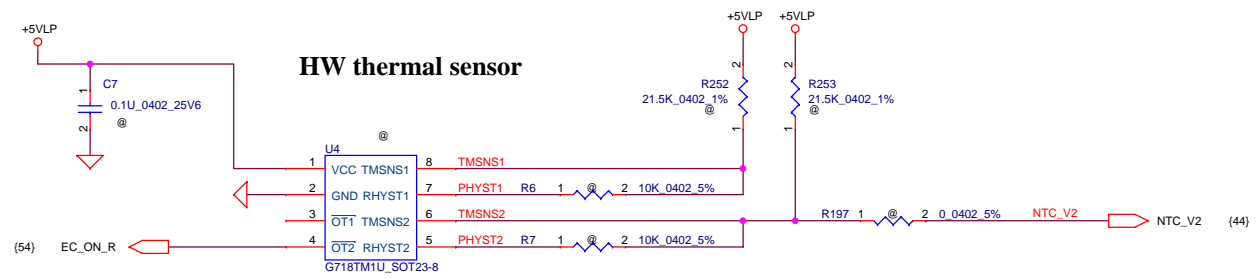 +5VLP
+5VLP
+5VLP
HW thermal sensor
C7
0.1U_0402_25V6
@
1
2
R252
21.5K_0402_1%
@
2
1
R253
21.5K_0402_1%
@
2
1
@
U4
1 VCC TMSNS1 8 TMSNS1
2 GND RHYST1 7 PHYST1 R6 1 @ 2 10K_0402_5%
3 OT1 TMSNS2 6 TMSNS2
R197 1 @ 2 0_0402_5% NTC_V2 NTC_V2 {44}
{54} EC_ON_R 4 OT2 RHYST2 5 PHYST2 R7 1 @ 2 10K_0402_5%
G718TM1U_SOT23-8